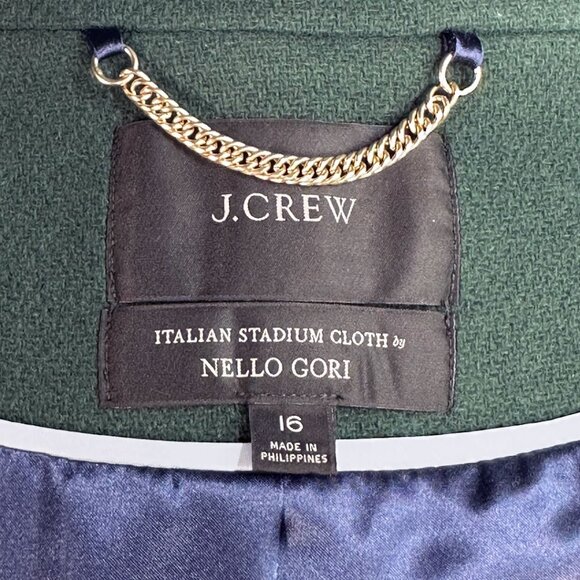 J.CREW
ITALIAN STADIUM CLOTH by
NELLO GORI
16
MADE IN
PHILIPPINES